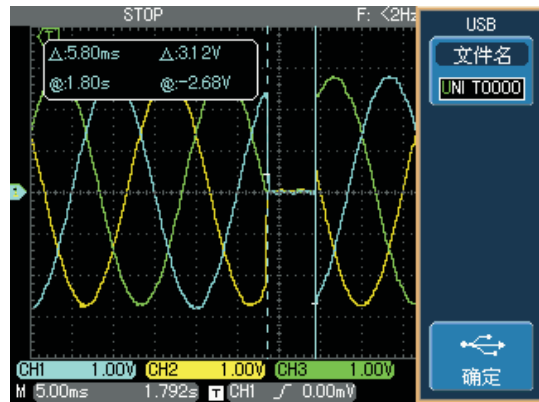 STOP
F: <2Hz
USB
T
△:5.80ms △:3.12V
@:1.80s @:-2.68V
文件名
UNI T0000
CH1 1.00V CH2 1.00V CH3 1.00V
M 5.00ms 1.792s T CH1 0.00mV
确定